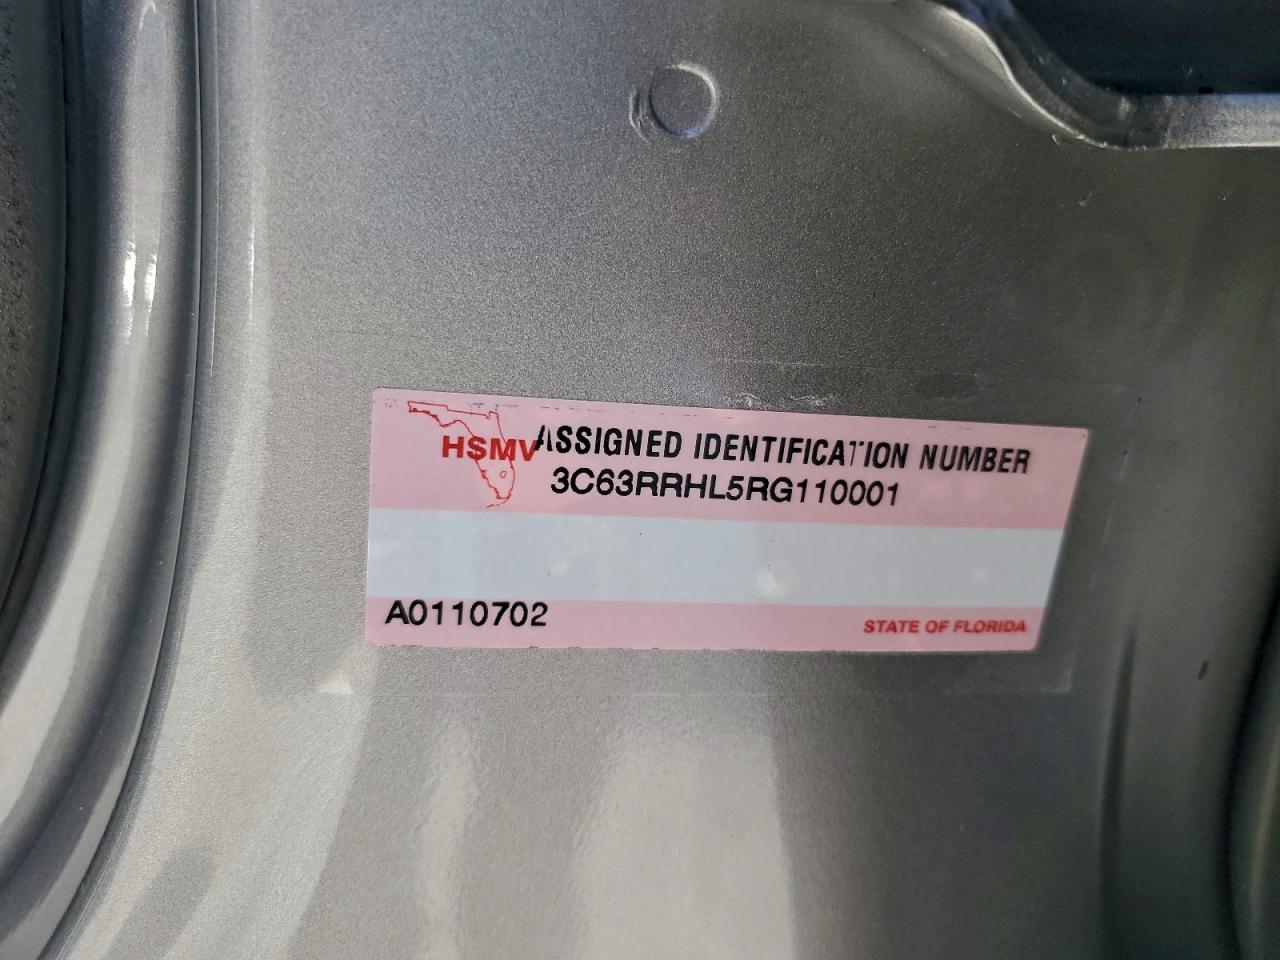 HSMV ASSIGNED IDENTIFICATION NUMBER
3C63RRHL5RG110001
A0110702
STATE OF FLORIDA